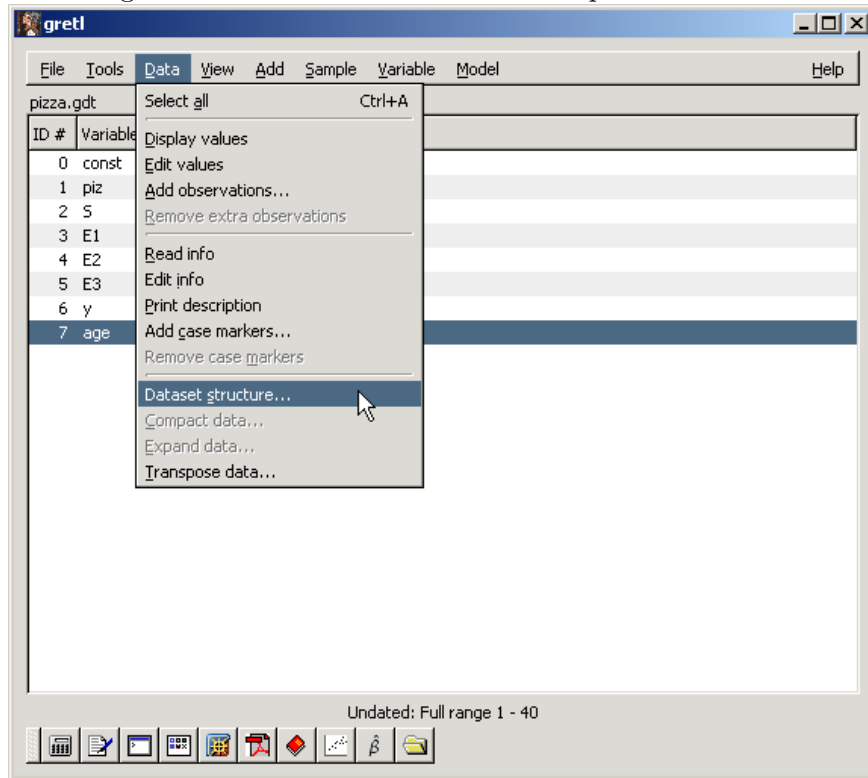 gretl
File Tools Data View Add Sample Variable Model Help
pizza.gdt
Select all Ctrl+A
ID # Variable
Display values
0 const
Edit values
1 piz
Add observations...
2 S
Remove extra observations
3 E1
4 E2
Read info
5 E3
Edit info
6 y
Print description
7 age
Add case markers...
Remove case markers
Dataset structure...
Compact data...
Expand data...
Transpose data...
Undated: Full range 1 - 40
β̂